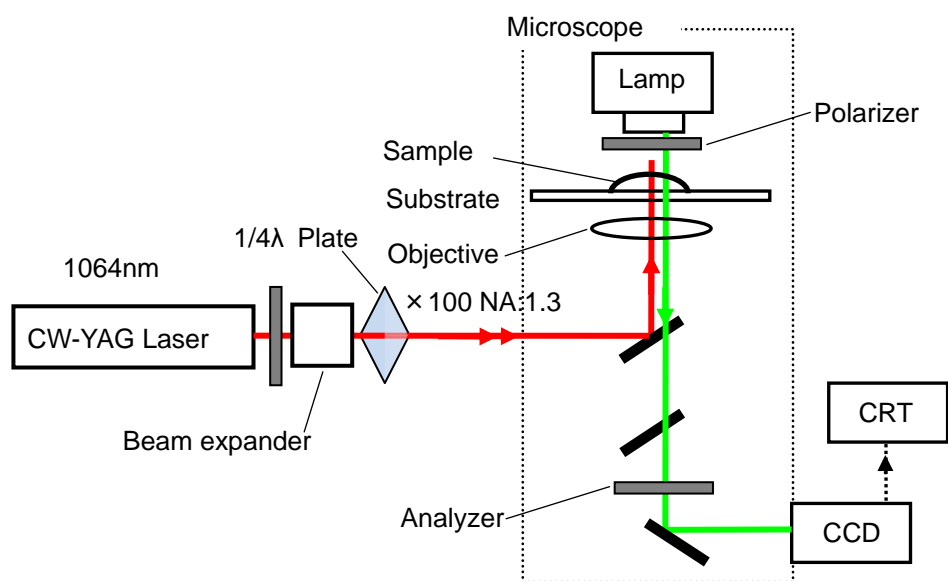 Microscope
Lamp
Polarizer
Sample
Substrate
1/4λ Plate
Objective
1064nm
×100 NA:1.3
CW-YAG Laser
CRT
Beam expander
Analyzer
CCD